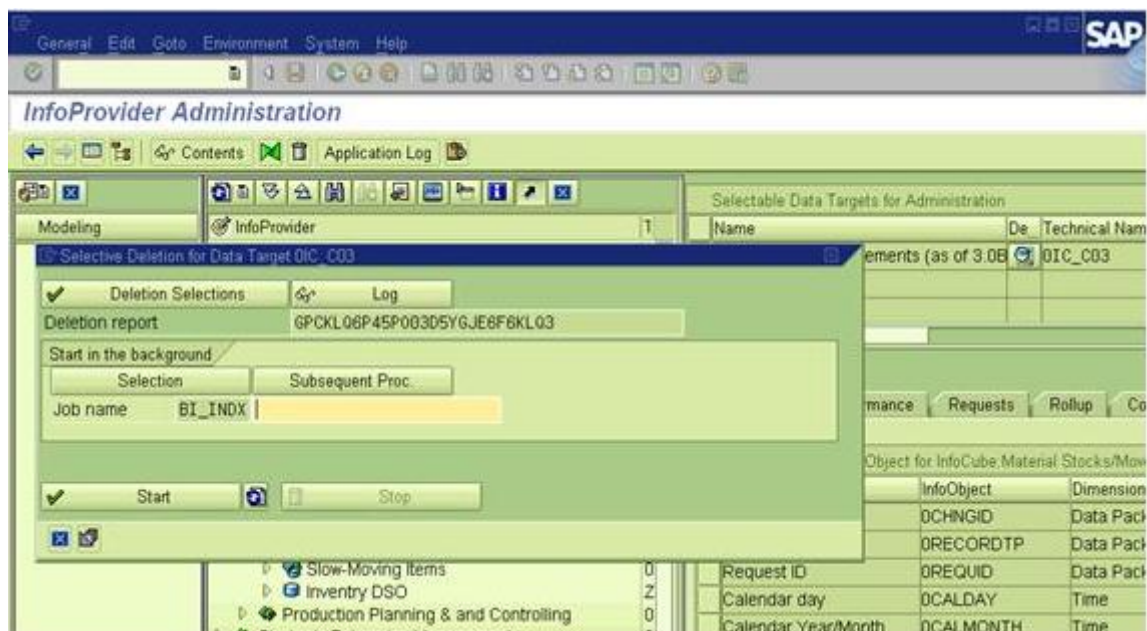 General Edit Goto Environment System Help
SAP
InfoProvider Administration
Contents Application Log
Modeling
InfoProvider
Selectable Data Targets for Administration
Name De Technical Nam
Selective Deletion for Data Target 0IC_C03
ements (as of 3.0B 0IC_C03
Deletion Selections Log
Deletion report
Start in the background
Selection Subsequent Proc.
Job name BI_INDX
rmance Requests Rollup Co
Object for InfoCube:Material Stocks/Mov
InfoObject Dimension
Start Stop
0CHNGID Data Pack
0RECORDTP Data Pack
Slow-Moving Items 0
Request ID 0REQUID Data Pack
Inventry DSO Z
Calendar day 0CALDAY Time
Production Planning & and Controlling 0
Calendar Year/Month 0CALMONTH Time